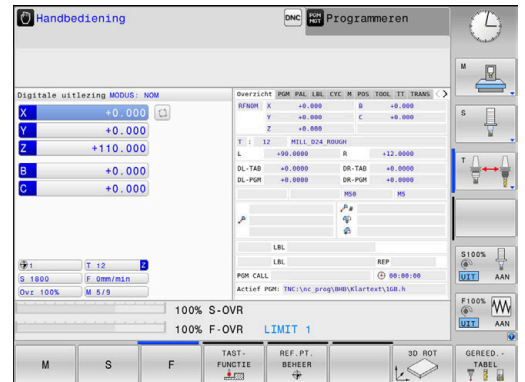 Handbediening
DNC
PGM MGT
Programmeren
Digitale uitlezing MODUS: NOM
X +0.000
Y +0.000
Z +110.000
B +0.000
C +0.000
1
T 12 Z
S 1800 F 0mm/min
Ovr 100% M 5/9
Overzicht PGM PAL LBL CYC M POS TOOL TT TRANS
RFNOM X +0.000 B +0.000
Y +0.000 C +0.000
Z +0.000
T : 12 MILL_D24_ROUGH
L +90.0000 R +12.0000
DL-TAB +0.0000 DR-TAB +0.0000
DL-PGM +0.0000 DR-PGM +0.0000
M50 M5
LBL
LBL REP
PGM CALL 00:00:00
Actief PGM: TNC:\nc_prog\BHB\Klartext\1GB.h
100% S-OVR
100% F-OVR LIMIT 1
M
S
T
S100%
UIT AAN
F100%
UIT AAN
M
S
F
TAST-
FUNCTIE
REF.PT.
BEHEER
3D ROT
GEREED.-
TABEL